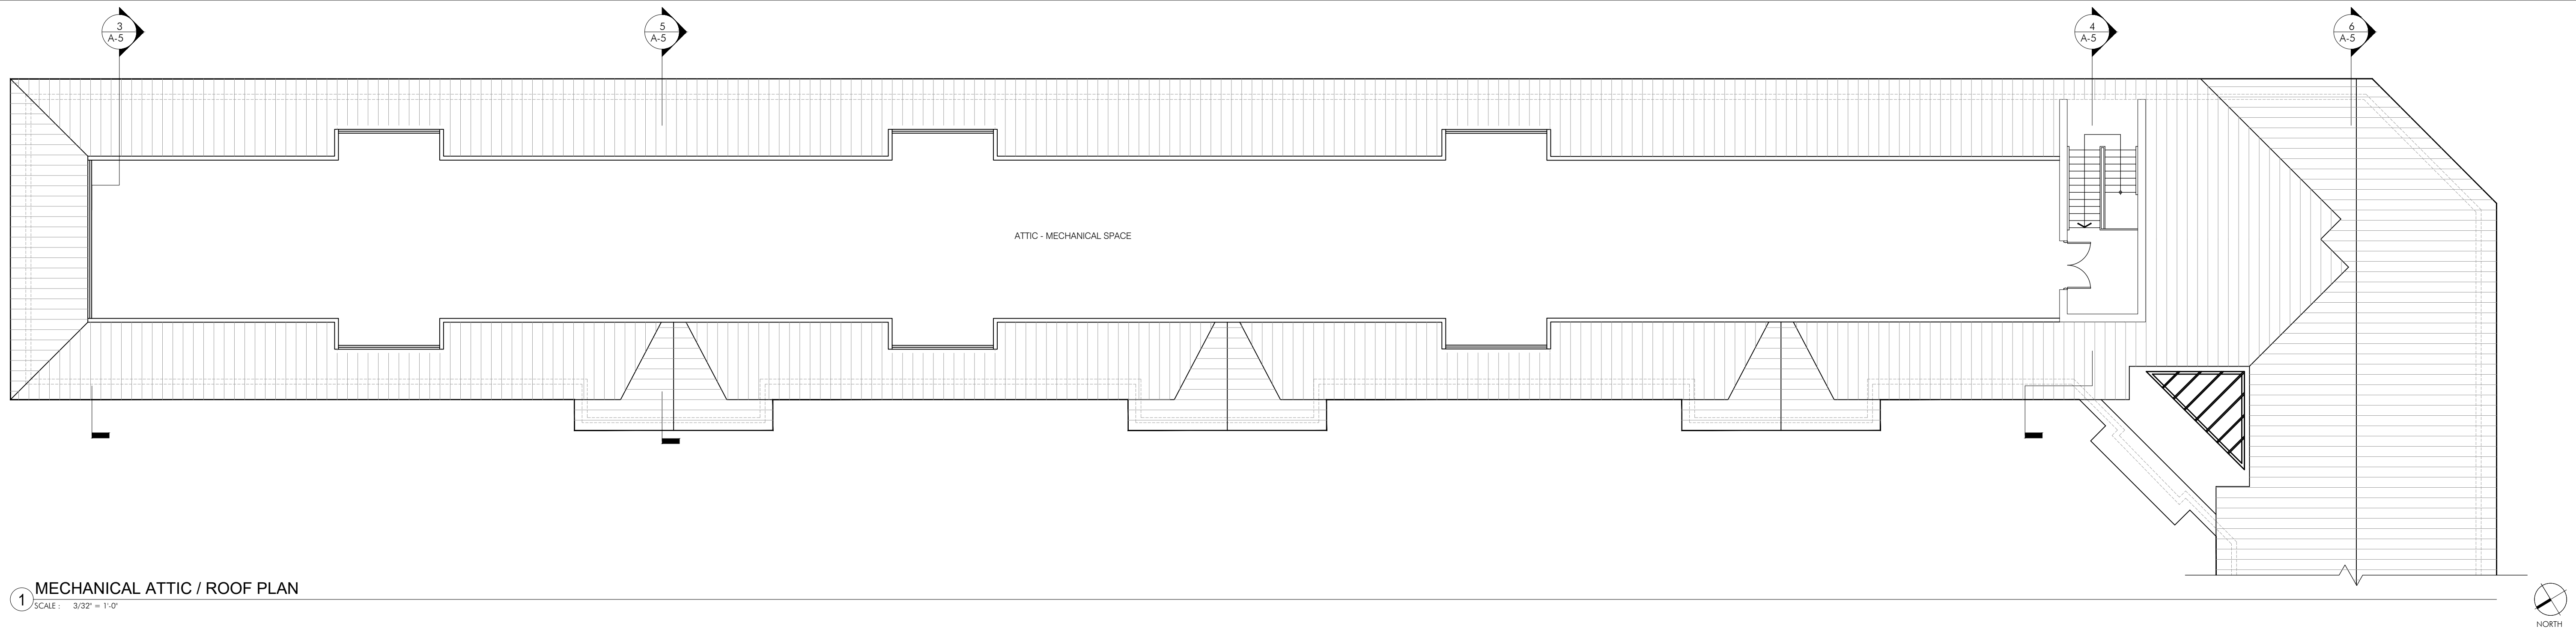 3
A-5
5
A-5
4
A-5
6
A-5
ATTIC - MECHANICAL SPACE
1
MECHANICAL ATTIC / ROOF PLAN
SCALE : 3/32" = 1'-0"
NORTH